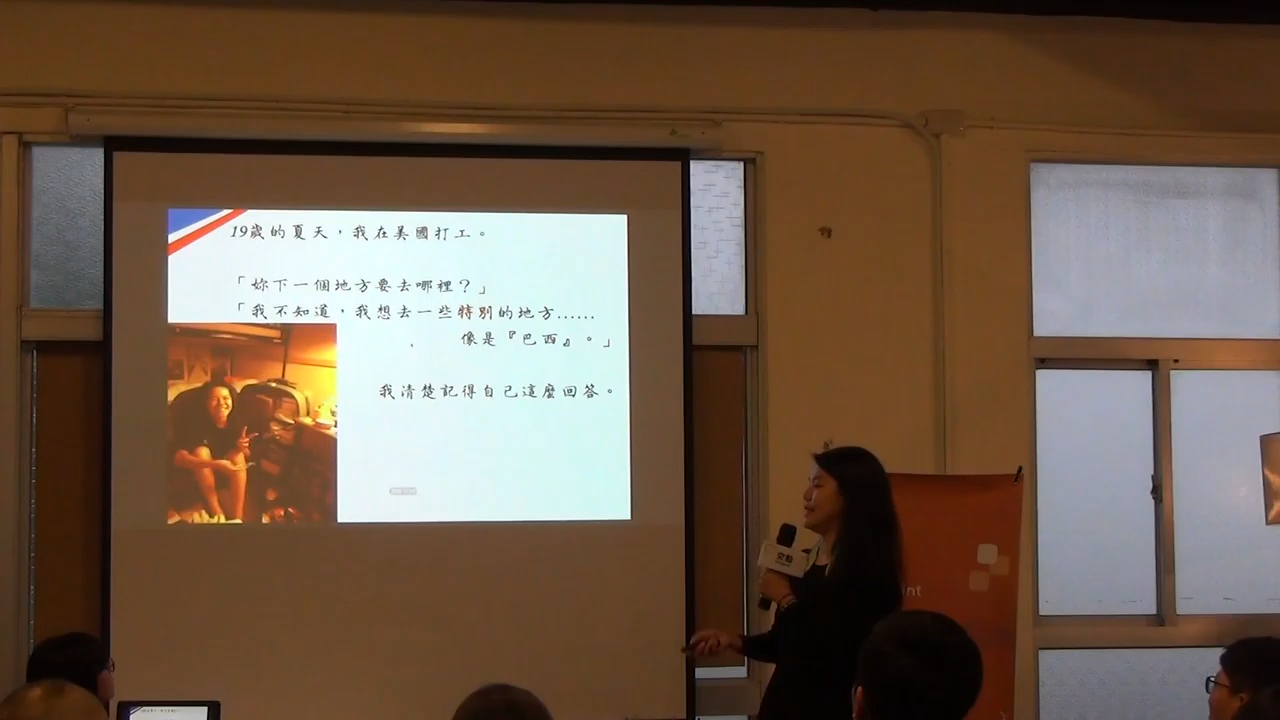 19歲的夏天，我在美國打工。
「妳下一個地方要去哪裡？」
「我不知道，我想去一些特別的地方......
像是『巴西』。」
我清楚記得自己這麼回答。